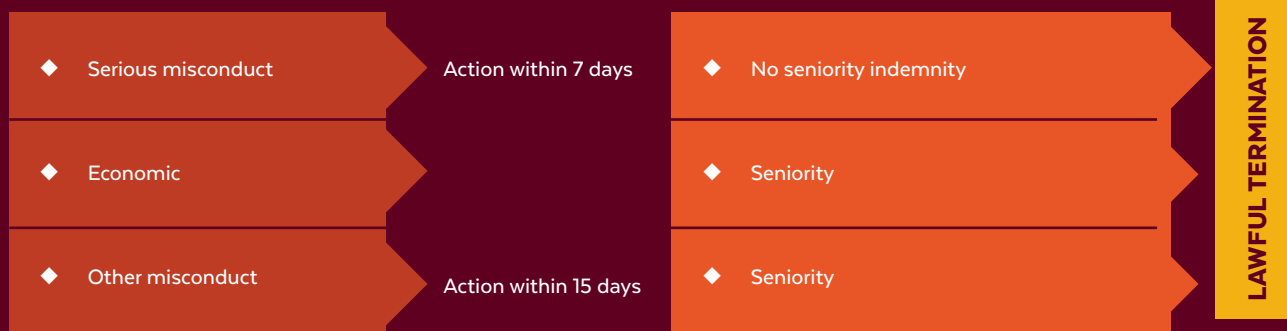 Serious misconduct
Action within 7 days
No seniority indemnity
Economic
Seniority
Other misconduct
Action within 15 days
Seniority
LAWFUL TERMINATION